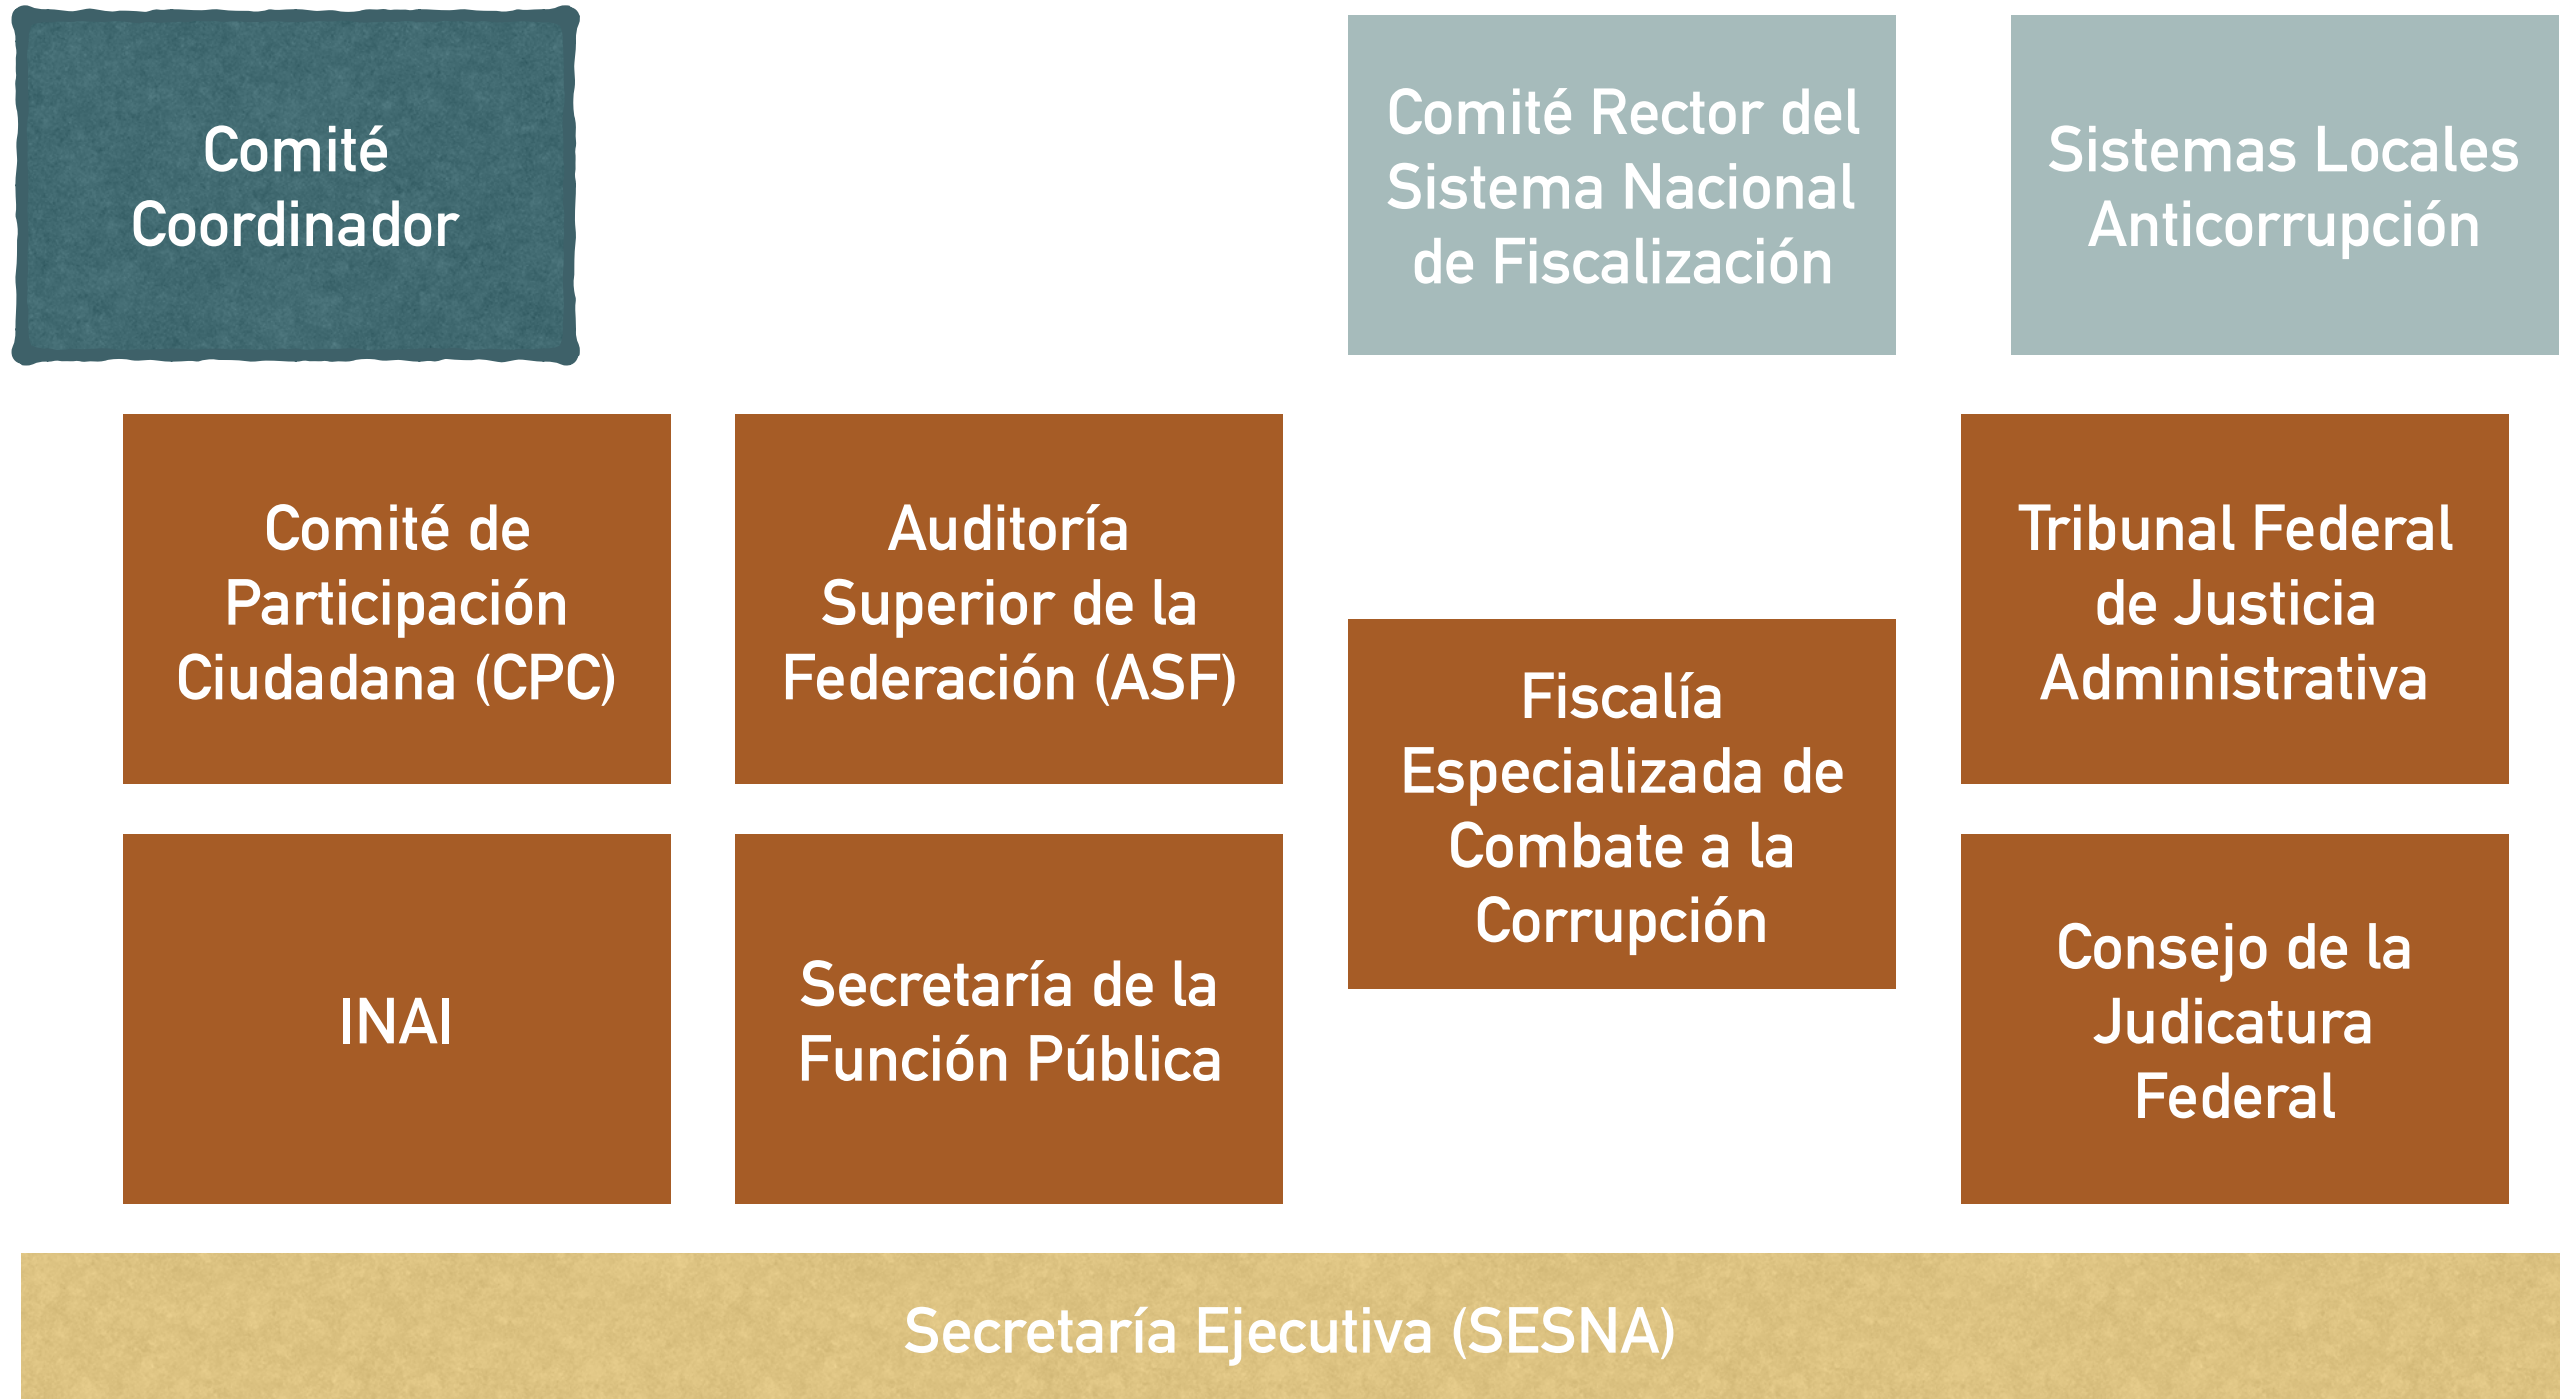 Comité
Coordinador
Comité Rector del
Sistema Nacional
de Fiscalización
Sistemas Locales
Anticorrupción
Comité de
Participación
Ciudadana (CPC)
Auditoría
Superior de la
Federación (ASF)
Fiscalía
Especializada de
Combate a la
Corrupción
Tribunal Federal
de Justicia
Administrativa
INAI
Secretaría de la
Función Pública
Consejo de la
Judicatura
Federal
Secretaría Ejecutiva (SESNA)